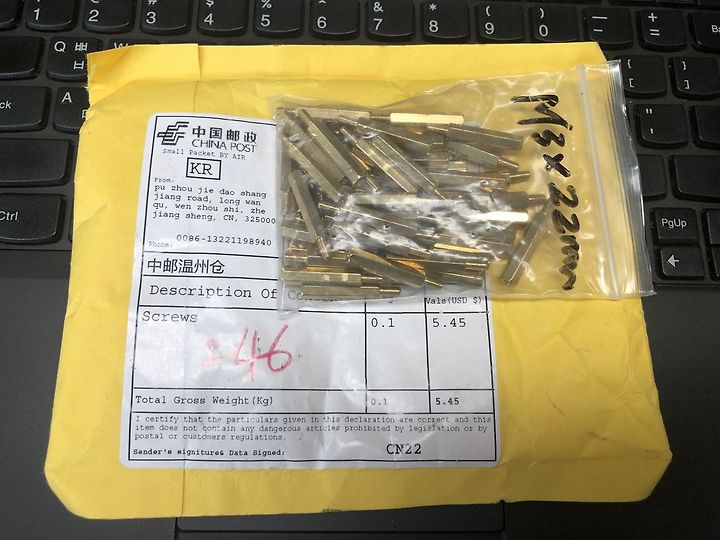 中国邮政
CHINA POST
Small Packet BY AIR
KR
From:
pu zhou jie dao shang
jiang road, long wan
qu, wen zhou shi, zhe
jiang sheng, CN, 325000
Phone: 0086-13221198940
中邮温州仓
Description Of
Vals(USD $)
Screws 0.1 5.45
46
Total Gross Weight(Kg) 0.1 5.45
I certify that the particulars given in this declaration are correct and this
item does not contain any dangerous articles prohibited by legislation or by
postal or customers regulations.
Sender's signiture& Data Signed: CN22
M3 x 22mm
Q ㅃ
A
Ctrl
PgUp